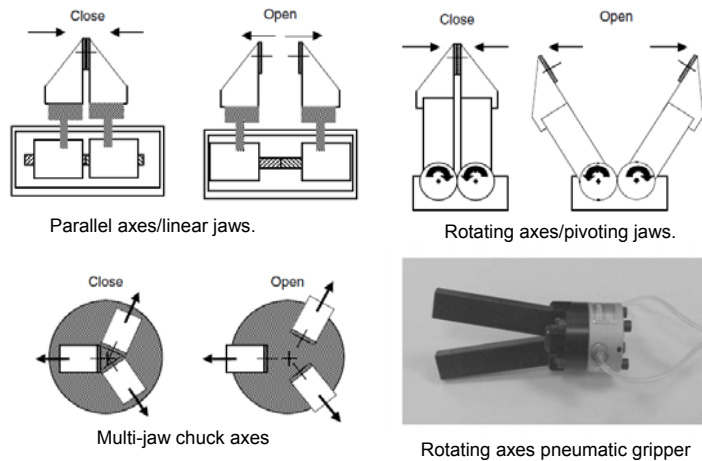 Close
Open
Parallel axes/linear jaws.
Close
Open
Rotating axes/pivoting jaws.
Close
Open
Multi-jaw chuck axes
Rotating axes pneumatic gripper